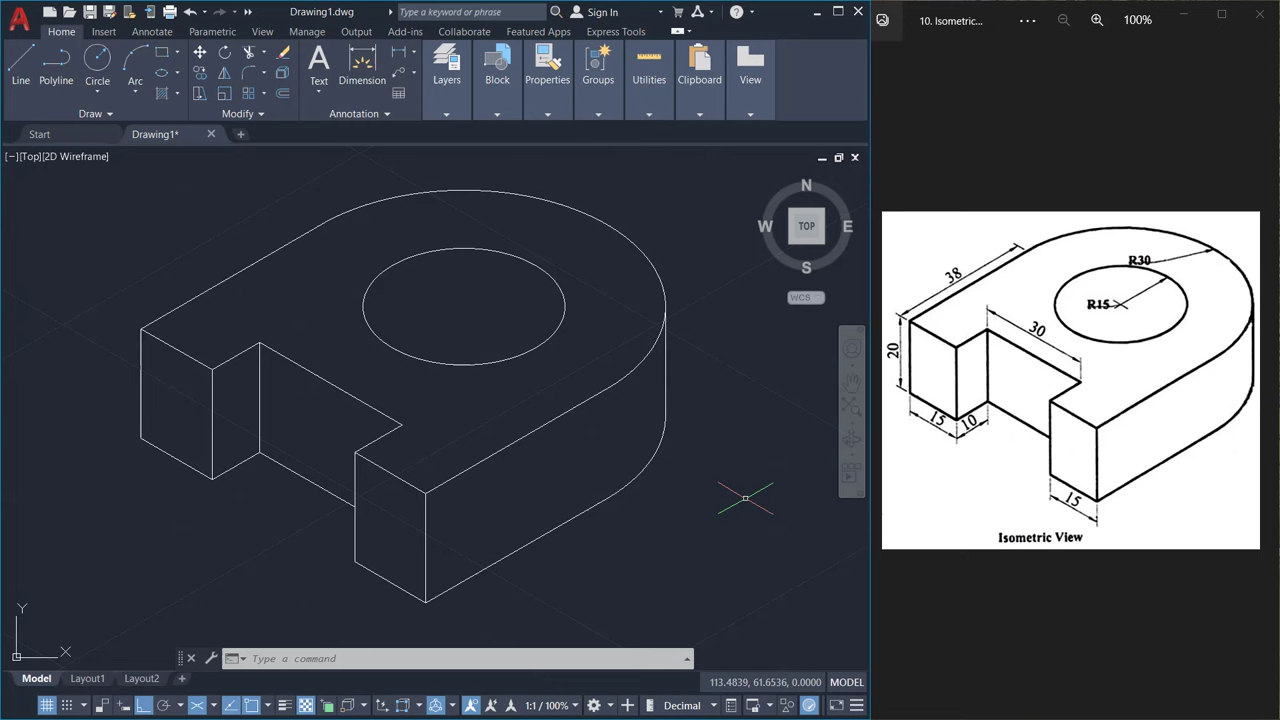 Drawing1.dwg
Type a keyword or phrase
Sign In
10. Isometric...
100%
Home Insert Annotate Parametric View Manage Output Add-ins Collaborate Featured Apps Express Tools
Line Polyline Circle Arc Text Dimension Layers Block Properties Groups Utilities Clipboard View
Draw Modify Annotation
Start Drawing1*
[−][Top][2D Wireframe]
N
W TOP E
S
WCS
R30
38
R15
30
20
15
10
15
Isometric View
Y
X
Type a command
Model Layout1 Layout2
113.4839, 61.6536, 0.0000 MODEL
1:1 / 100% Decimal